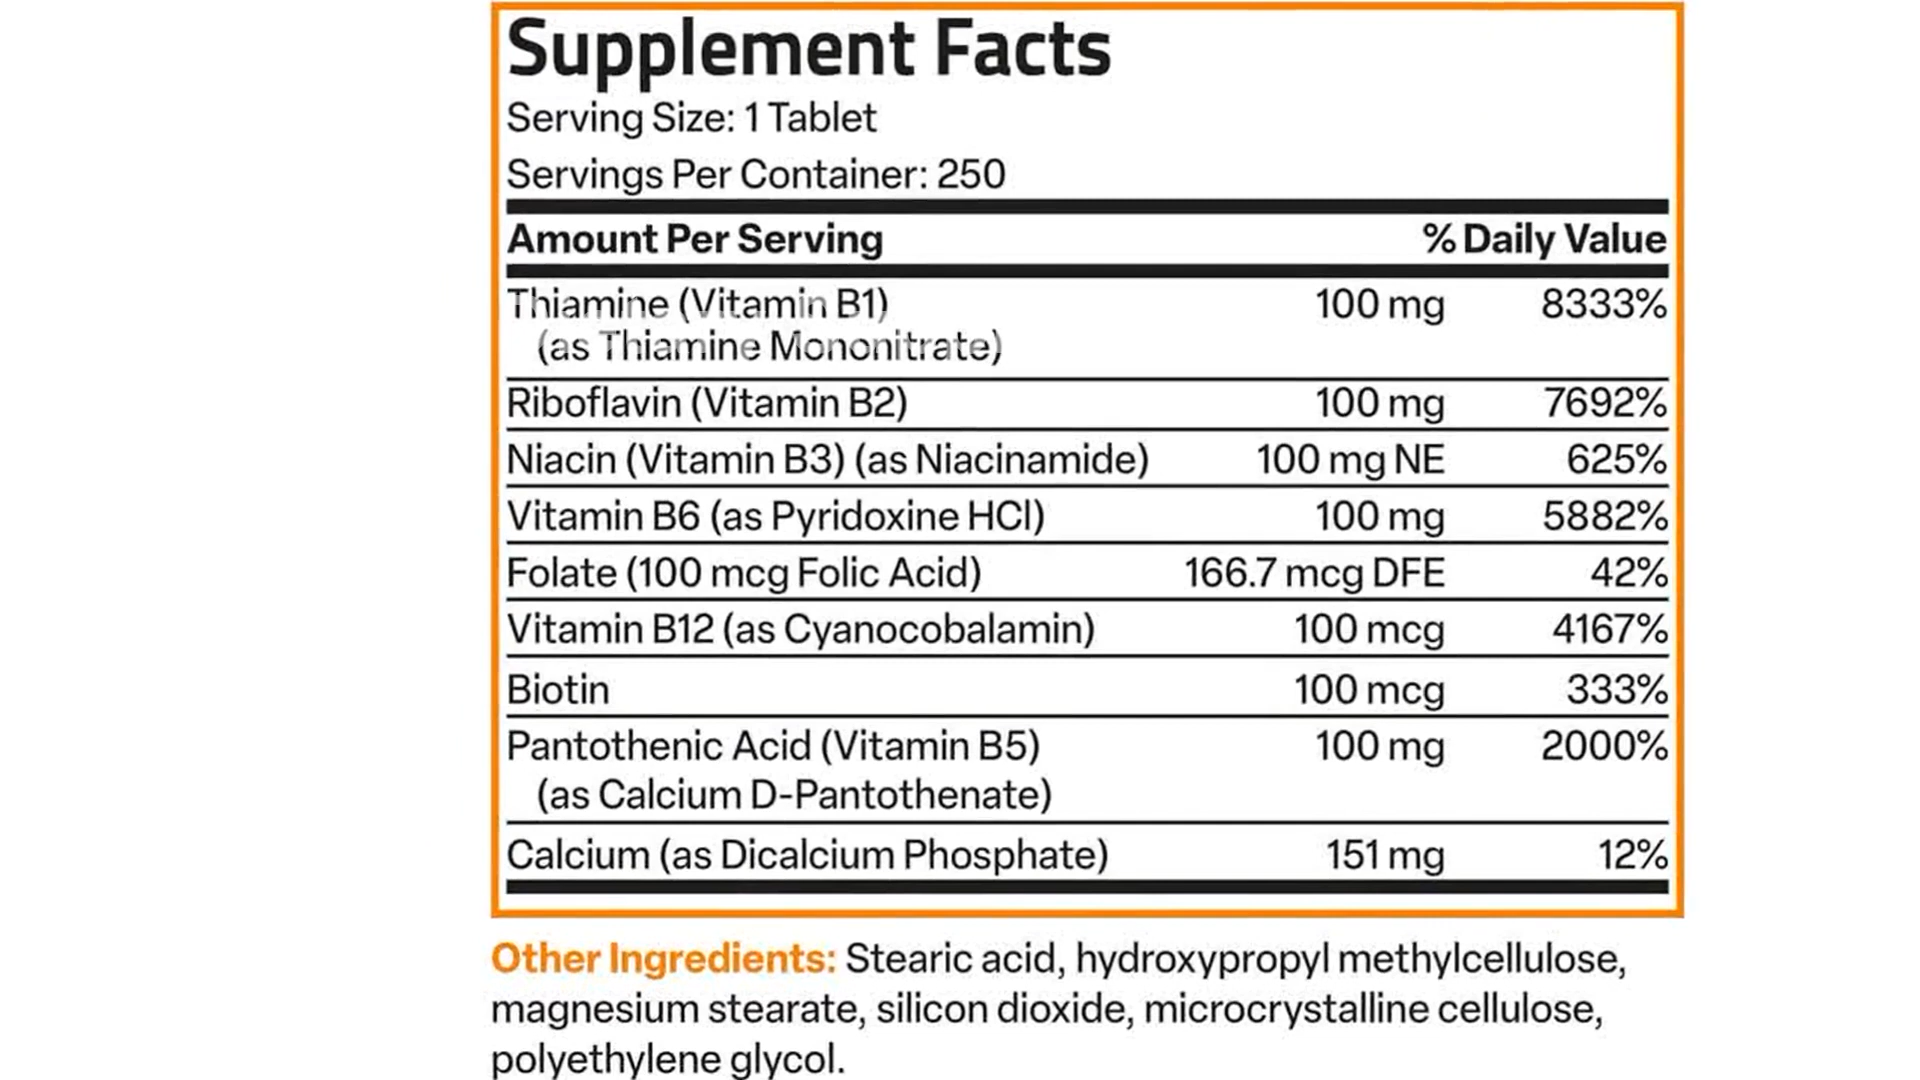 Supplement Facts
Serving Size: 1 Tablet
Servings Per Container: 250
Amount Per Serving % Daily Value
Thiamine (Vitamin B1) 100 mg 8333%
(as Thiamine Mononitrate)
Riboflavin (Vitamin B2) 100 mg 7692%
Niacin (Vitamin B3) (as Niacinamide) 100 mg NE 625%
Vitamin B6 (as Pyridoxine HCl) 100 mg 5882%
Folate (100 mcg Folic Acid) 166.7 mcg DFE 42%
Vitamin B12 (as Cyanocobalamin) 100 mcg 4167%
Biotin 100 mcg 333%
Pantothenic Acid (Vitamin B5) 100 mg 2000%
(as Calcium D-Pantothenate)
Calcium (as Dicalcium Phosphate) 151 mg 12%
Other Ingredients: Stearic acid, hydroxypropyl methylcellulose,
magnesium stearate, silicon dioxide, microcrystalline cellulose,
polyethylene glycol.